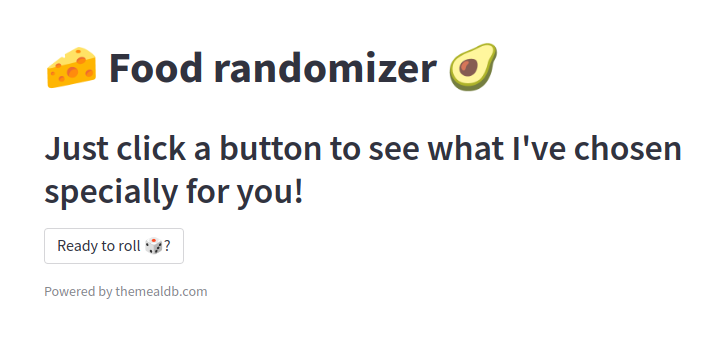 🧀 Food randomizer 🥑
Just click a button to see what I've chosen
specially for you!
Ready to roll 🎲?
Powered by themealdb.com